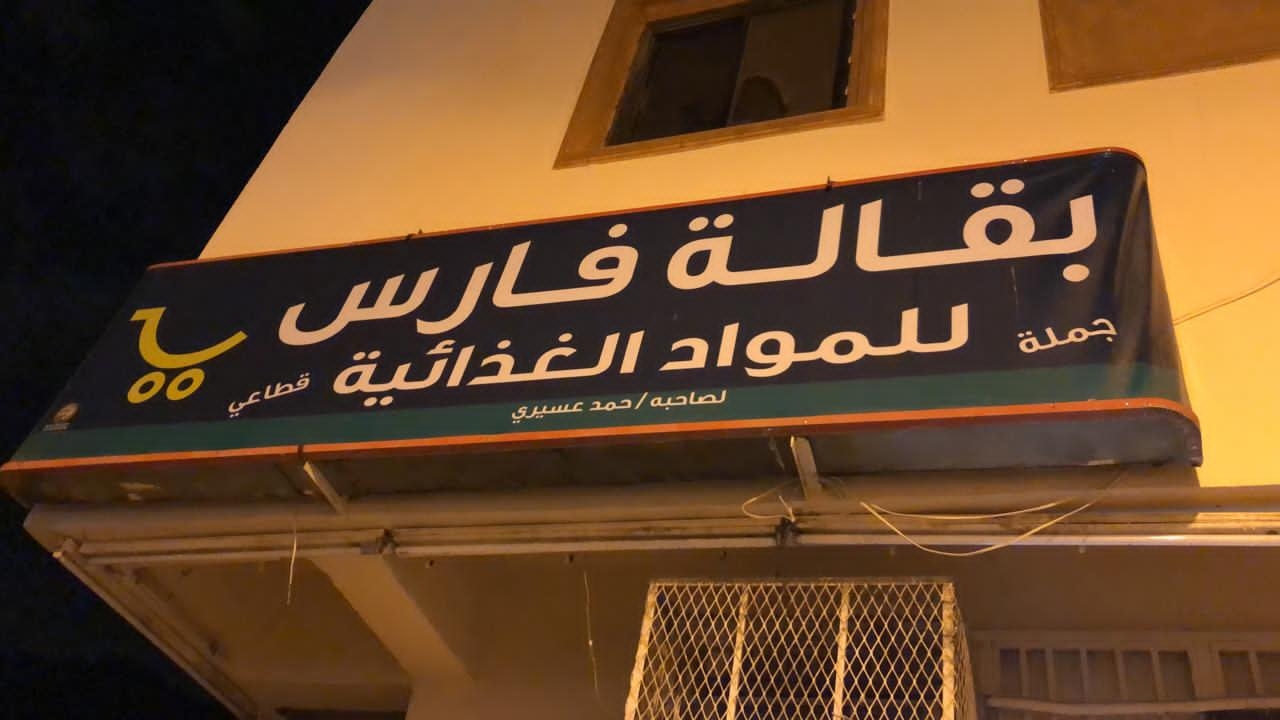 بقالة فارس
جملة للمواد الغذائية قطاعي
لصاحبه / حمد عسيري